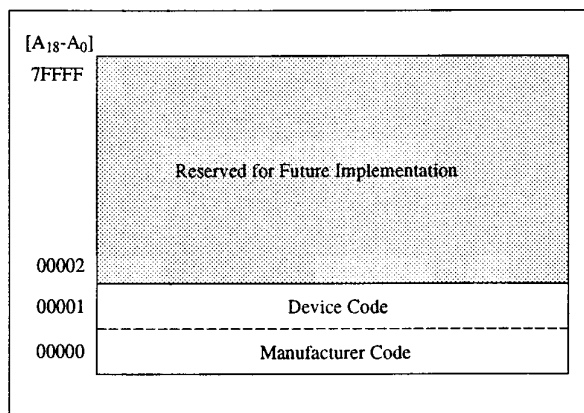 [A18-A0]
7FFFF
Reserved for Future Implementation
00002
00001 Device Code
00000 Manufacturer Code